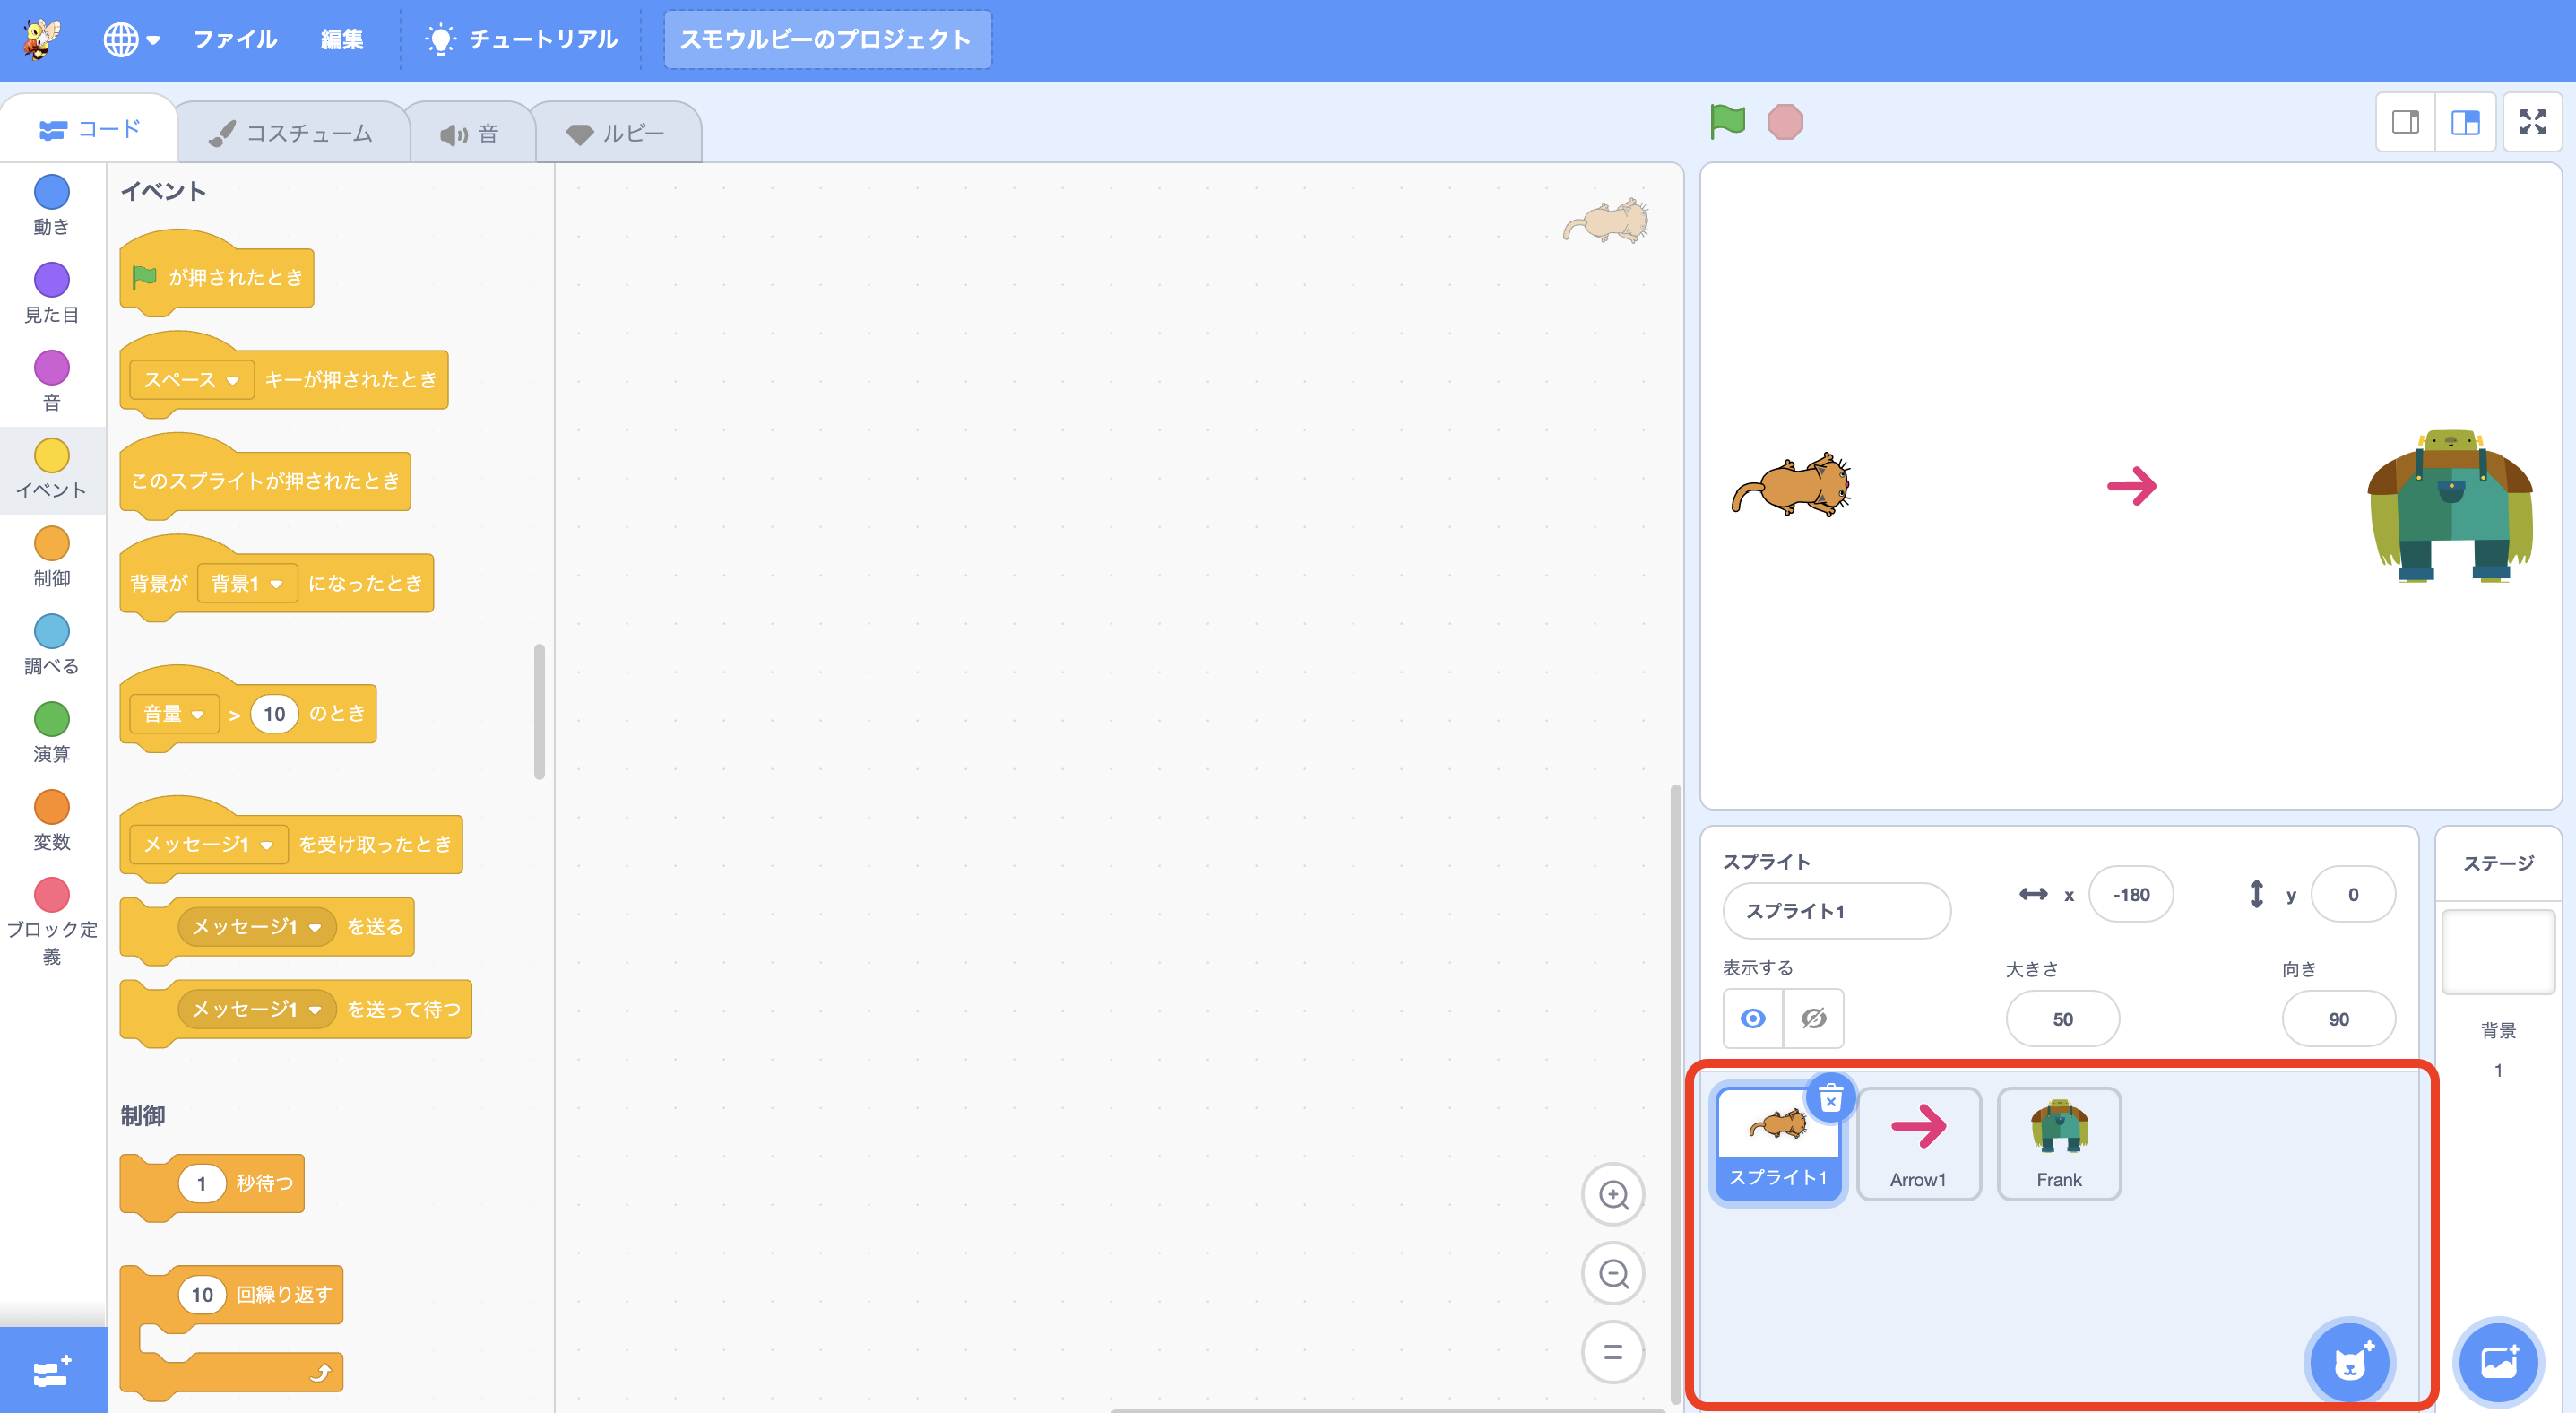 ファイル
編集
チュートリアル
スモウルビーのプロジェクト
コード
コスチューム
音
ルビー
動き
見た目
音
イベント
制御
調べる
演算
変数
ブロック定
義
イベント
が押されたとき
スペース キーが押されたとき
このスプライトが押されたとき
背景が 背景1 になったとき
音量 > 10 のとき
メッセージ1 を受け取ったとき
メッセージ1 を送る
メッセージ1 を送って待つ
制御
1 秒待つ
10 回繰り返す
スプライト
スプライト1
x -180
y 0
表示する
大きさ
50
向き
90
スプライト1
Arrow1
Frank
ステージ
背景
1